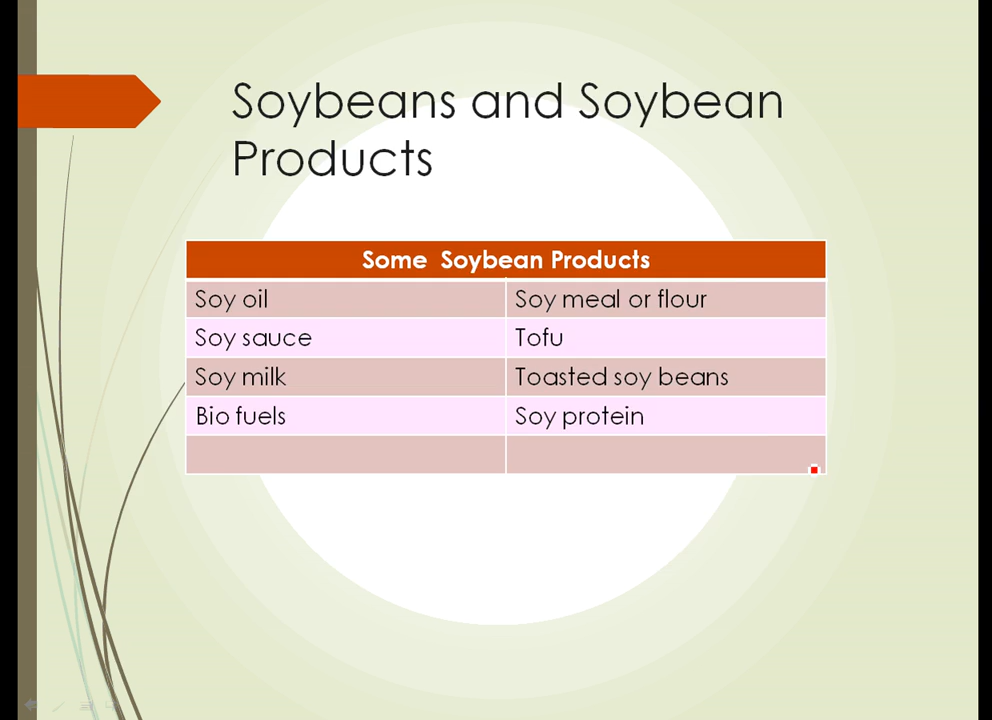 Soybeans and Soybean
Products
Some  Soybean Products
Soy oil
Soy meal or flour
Soy sauce
Tofu
Soy milk
Toasted soy beans
Bio fuels
Soy protein